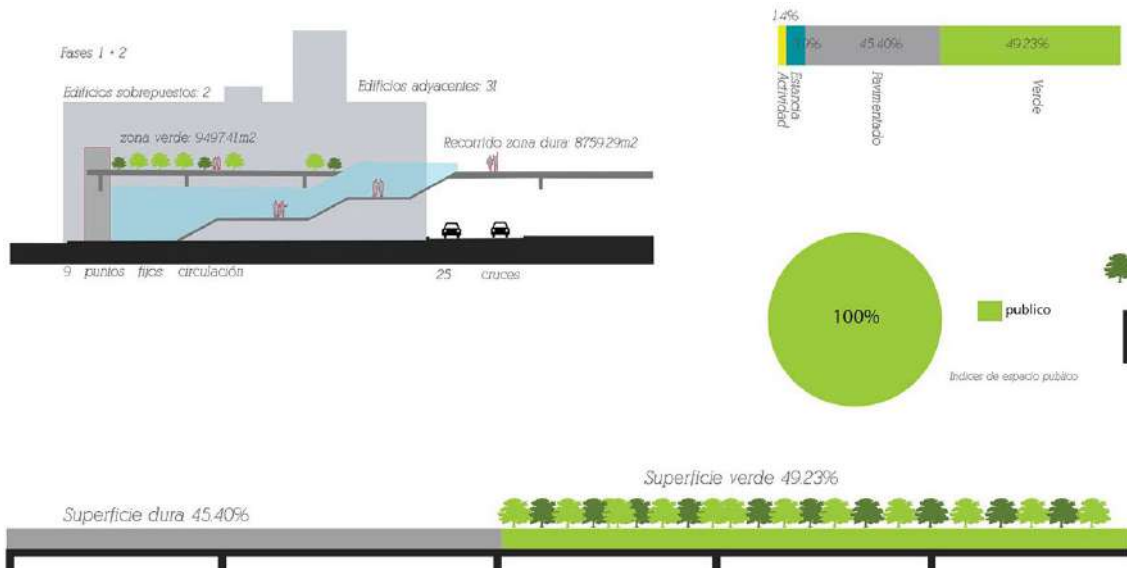 Fases 1 + 2
Edificios sobrepuestos: 2
Edificios adyacentes: 31
zona verde: 9497.41m2
Recorrido zona dura: 8759.29m2
9 puntos fijos: circulación
25 cruces
1.4%
45.40%
49.23%
Actividad
Estancia
Pavimentado
Verde
100%
publico
Indices de espacio publico
Superficie dura 45.40%
Superficie verde 49.23%